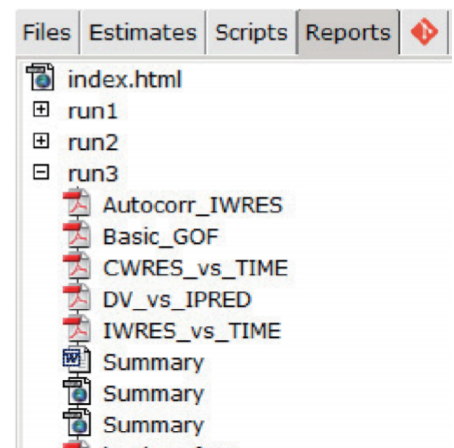 Files Estimates Scripts Reports
index.html
run1
run2
run3
Autocorr_IWRES
Basic_GOF
CWRES_vs_TIME
DV_vs_IPRED
IWRES_vs_TIME
Summary
Summary
Summary